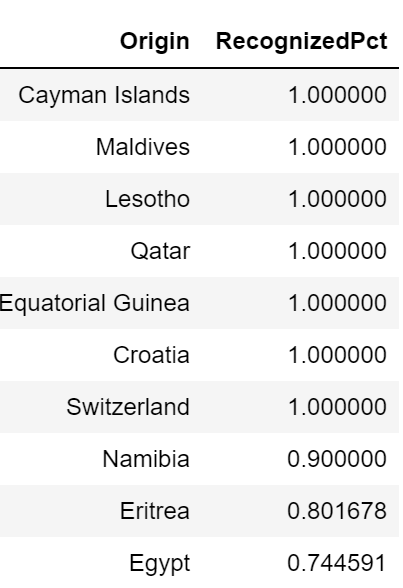 Origin RecognizedPct
Cayman Islands 1.000000
Maldives 1.000000
Lesotho 1.000000
Qatar 1.000000
Equatorial Guinea 1.000000
Croatia 1.000000
Switzerland 1.000000
Namibia 0.900000
Eritrea 0.801678
Egypt 0.744591